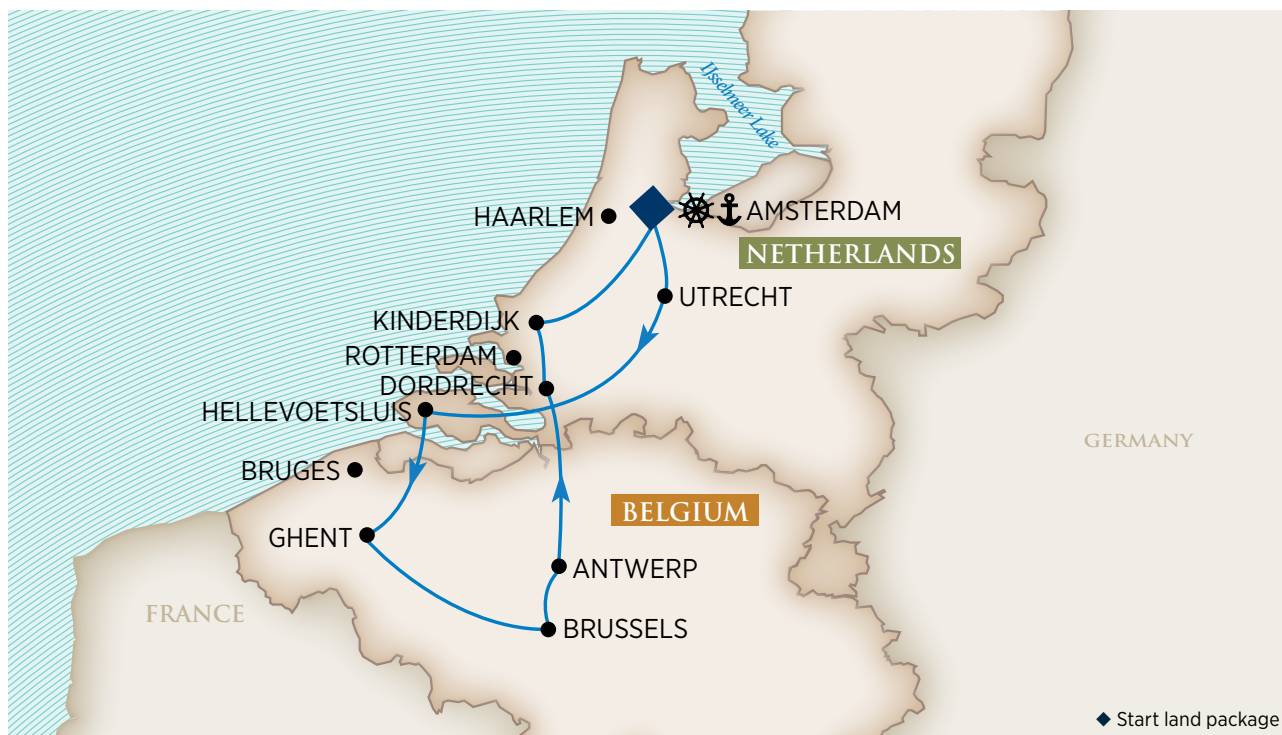 IJsselmeer Lake
HAARLEM
AMSTERDAM
NETHERLANDS
UTRECHT
KINDERDIJK
ROTTERDAM
DORDRECHT
HELLEVOETSLUIS
GERMANY
BRUGES
BELGIUM
GHENT
ANTWERP
FRANCE
BRUSSELS
Start land package